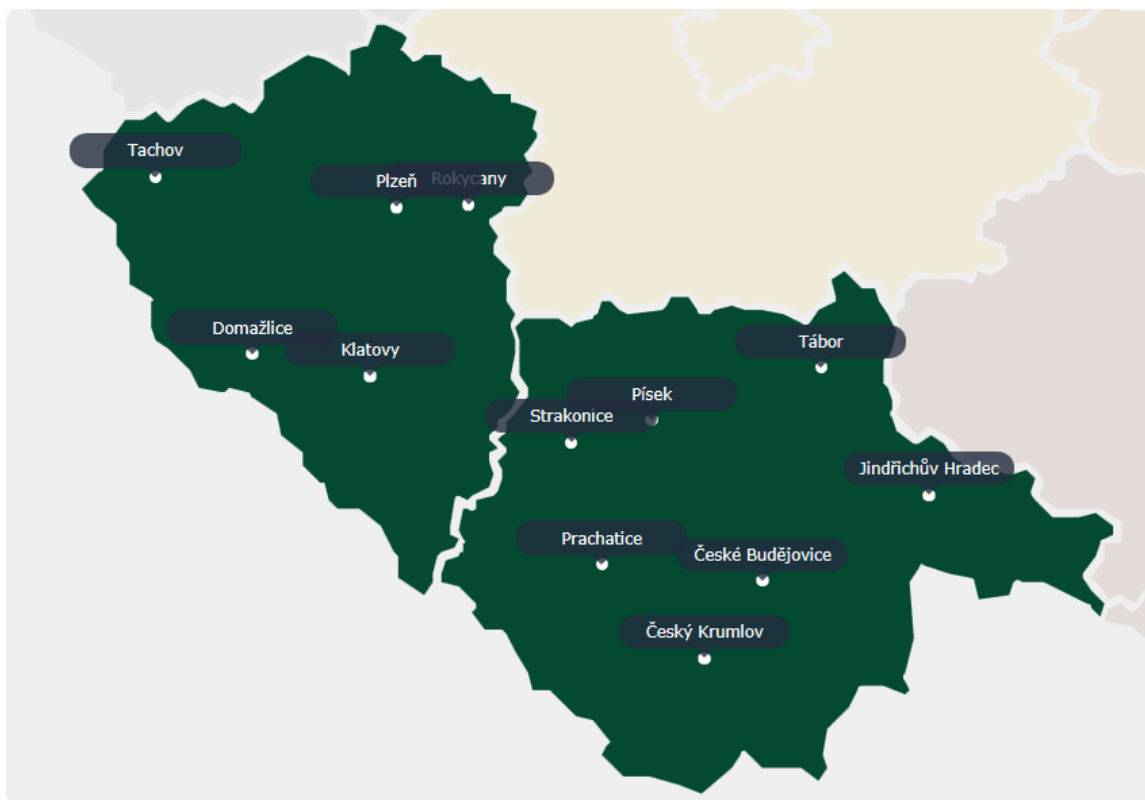 Tachov
Plzeň
Rokycany
Domažlice
Klatovy
Tábor
Písek
Strakonice
Jindřichův Hradec
Prachatice
České Budějovice
Český Krumlov